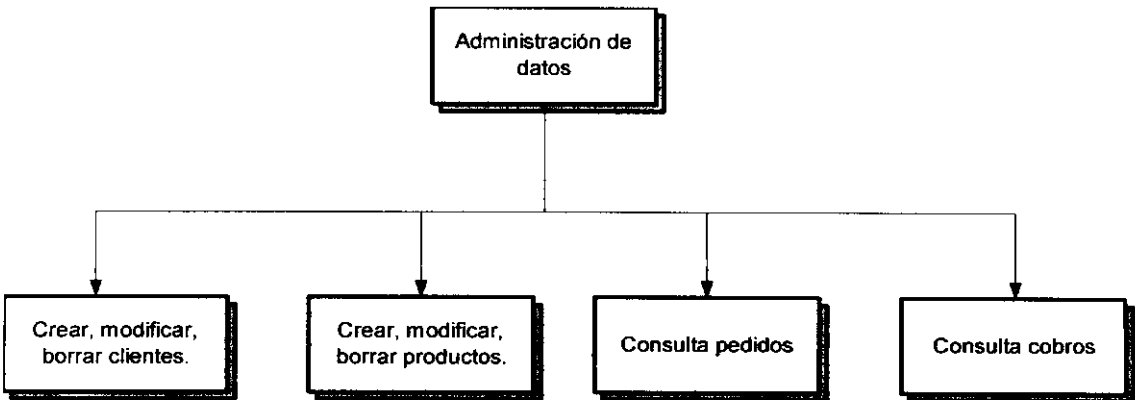 Administración de
datos
Crear, modificar,
borrar clientes.
Crear, modificar,
borrar productos.
Consulta pedidos
Consulta cobros